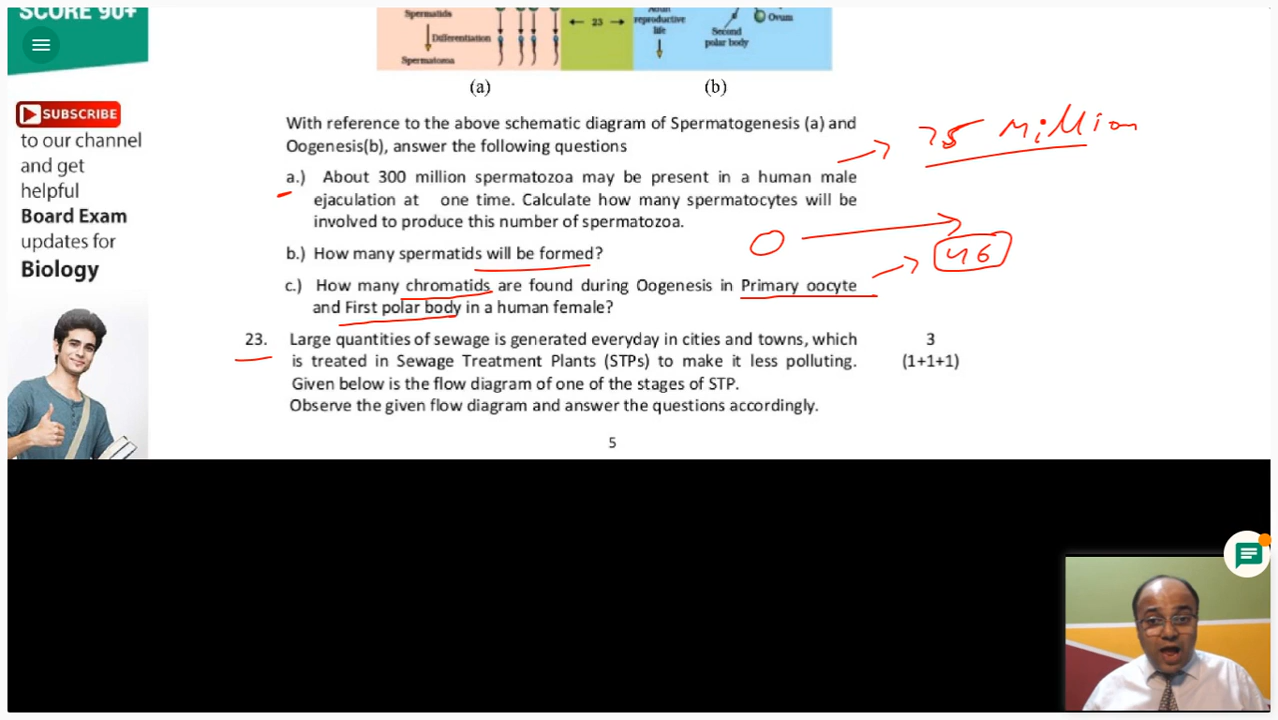 SCORE 90+
SUBSCRIBE
to our channel
and get
helpful
Board Exam
updates for
Biology
Spermatids
Differentiation
Spermatoma
23
reproductive
life
Second
polar body
Ovum
(a)
(b)
With reference to the above schematic diagram of Spermatogenesis (a) and
Oogenesis(b), answer the following questions
a.) About 300 million spermatozoa may be present in a human male
ejaculation at one time. Calculate how many spermatocytes will be
involved to produce this number of spermatozoa.
75 Million
b.) How many spermatids will be formed?
46
c.) How many chromatids are found during Oogenesis in Primary oocyte
and First polar body in a human female?
23. Large quantities of sewage is generated everyday in cities and towns, which 3
is treated in Sewage Treatment Plants (STPs) to make it less polluting. (1+1+1)
Given below is the flow diagram of one of the stages of STP.
Observe the given flow diagram and answer the questions accordingly.
5